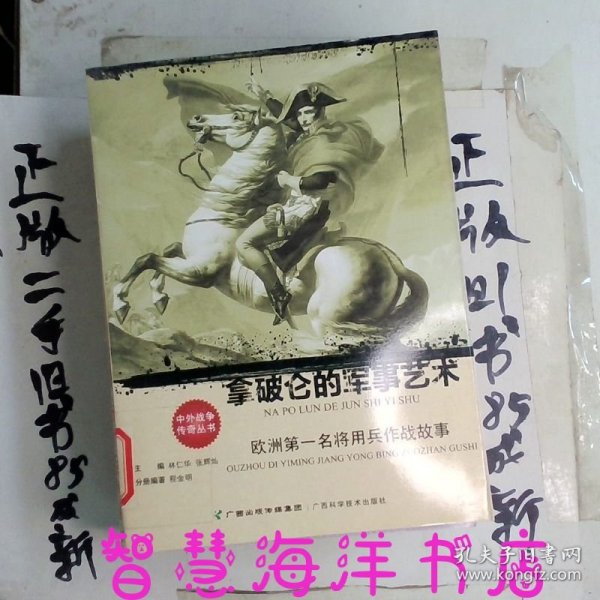 正版二手旧书85成新
正版旧书85成新
拿破仑的军事艺术
NA PO LUN DE JUN SHI YI SHU
中外战争
传奇丛书
欧洲第一名将用兵作战故事
OUZHOU DI YIMING JIANG YONG BING ZUOZHAN GUSHI
主 编 林仁华 张辉灿
分册编著 程金明
广西出版传媒集团 广西科学技术出版社
智慧海洋书店
孔夫子旧书网
www.kongfz.com